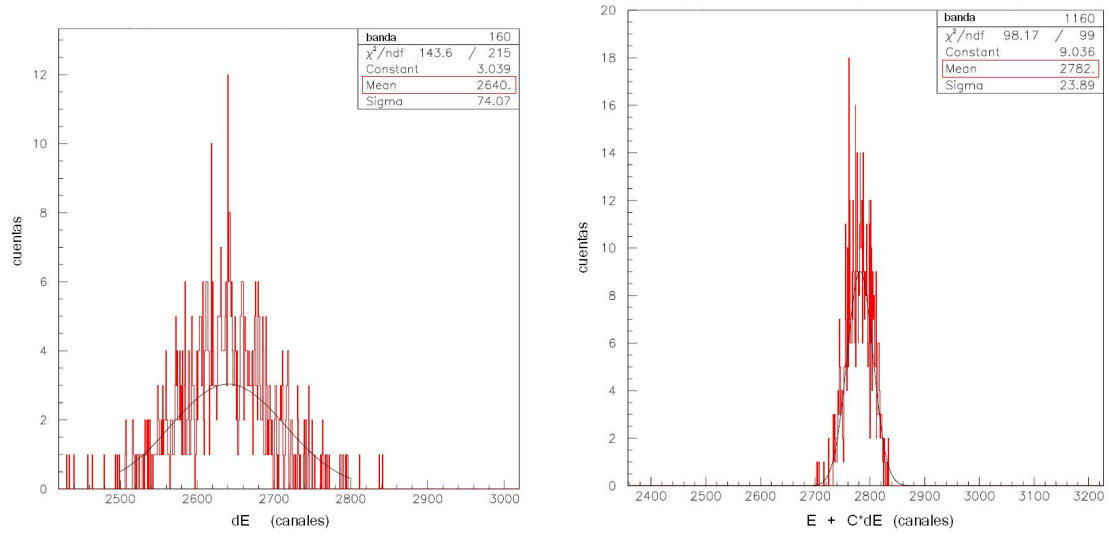 banda 160
χ²/ndf 143.6 / 215
Constant 3.039
Mean 2640.
Sigma 74.07
12
10
8
6
4
2
0
2500 2600 2700 2800 2900 3000
cuentas
dE (canales)
banda 1160
χ²/ndf 98.17 / 99
Constant 9.036
Mean 2782.
Sigma 23.89
20
18
16
14
12
10
8
6
4
2
0
2400 2500 2600 2700 2800 2900 3000 3100 3200
cuentas
E + C*dE (canales)